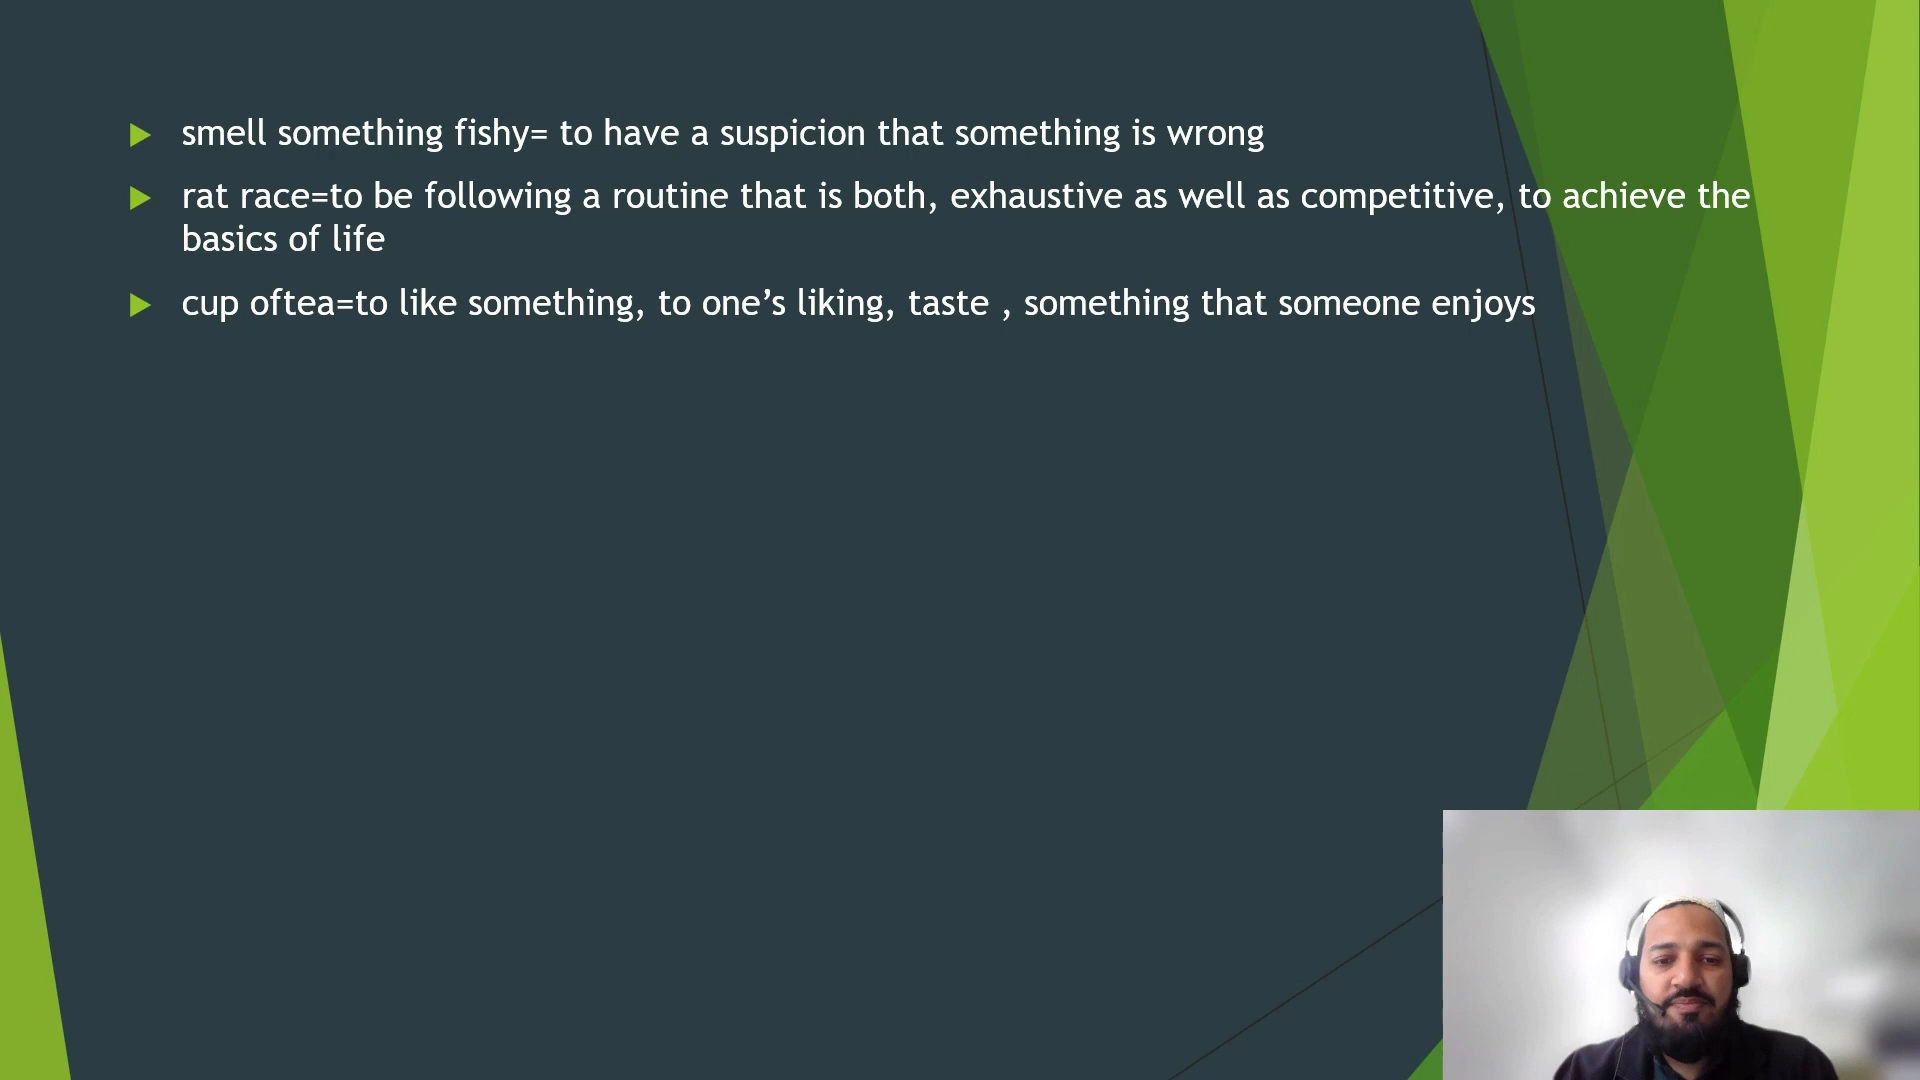 smell something fishy= to have a suspicion that something is wrong
rat race=to be following a routine that is both, exhaustive as well as competitive, to achieve the
basics of life
cup oftea=to like something, to one’s liking, taste , something that someone enjoys